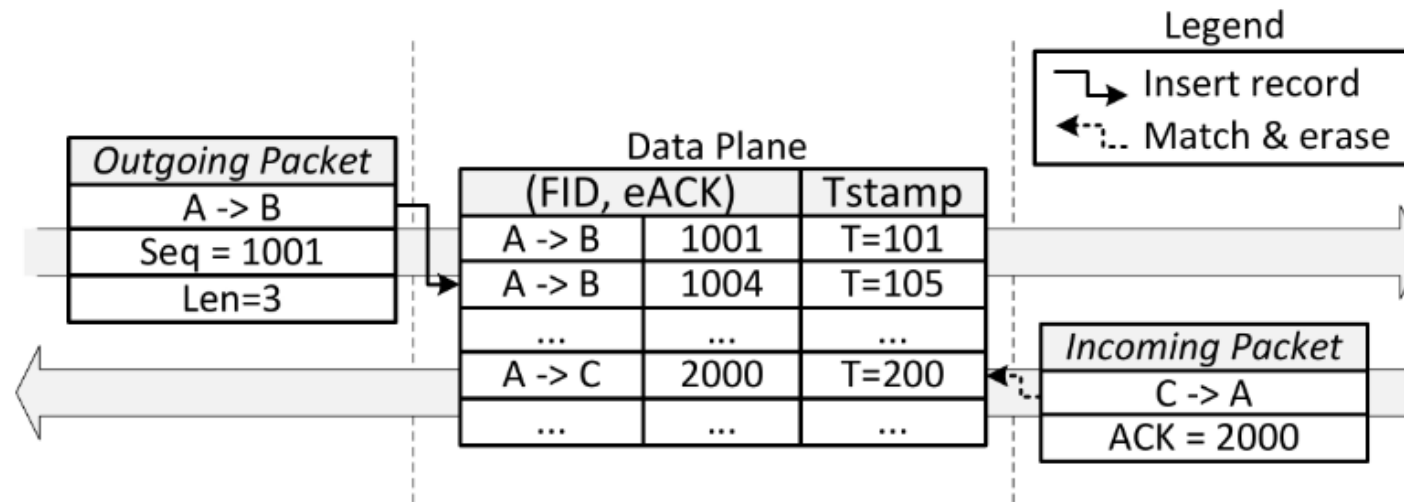 Legend
Insert record
Match & erase
Outgoing Packet
A -> B
Seq = 1001
Len=3
Data Plane
(FID, eACK) Tstamp
A -> B 1001 T=101
A -> B 1004 T=105
... ... ...
A -> C 2000 T=200
... ... ...
Incoming Packet
C -> A
ACK = 2000